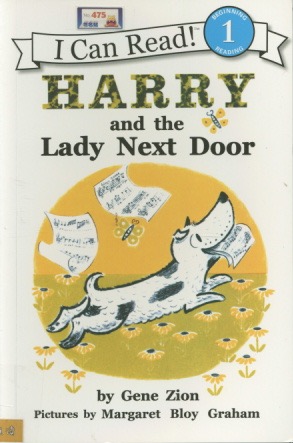 475
I Can Read!
BEGINNING
1
READING
HARRY
and the
Lady Next Door
by Gene Zion
Pictures by Margaret Bloy Graham